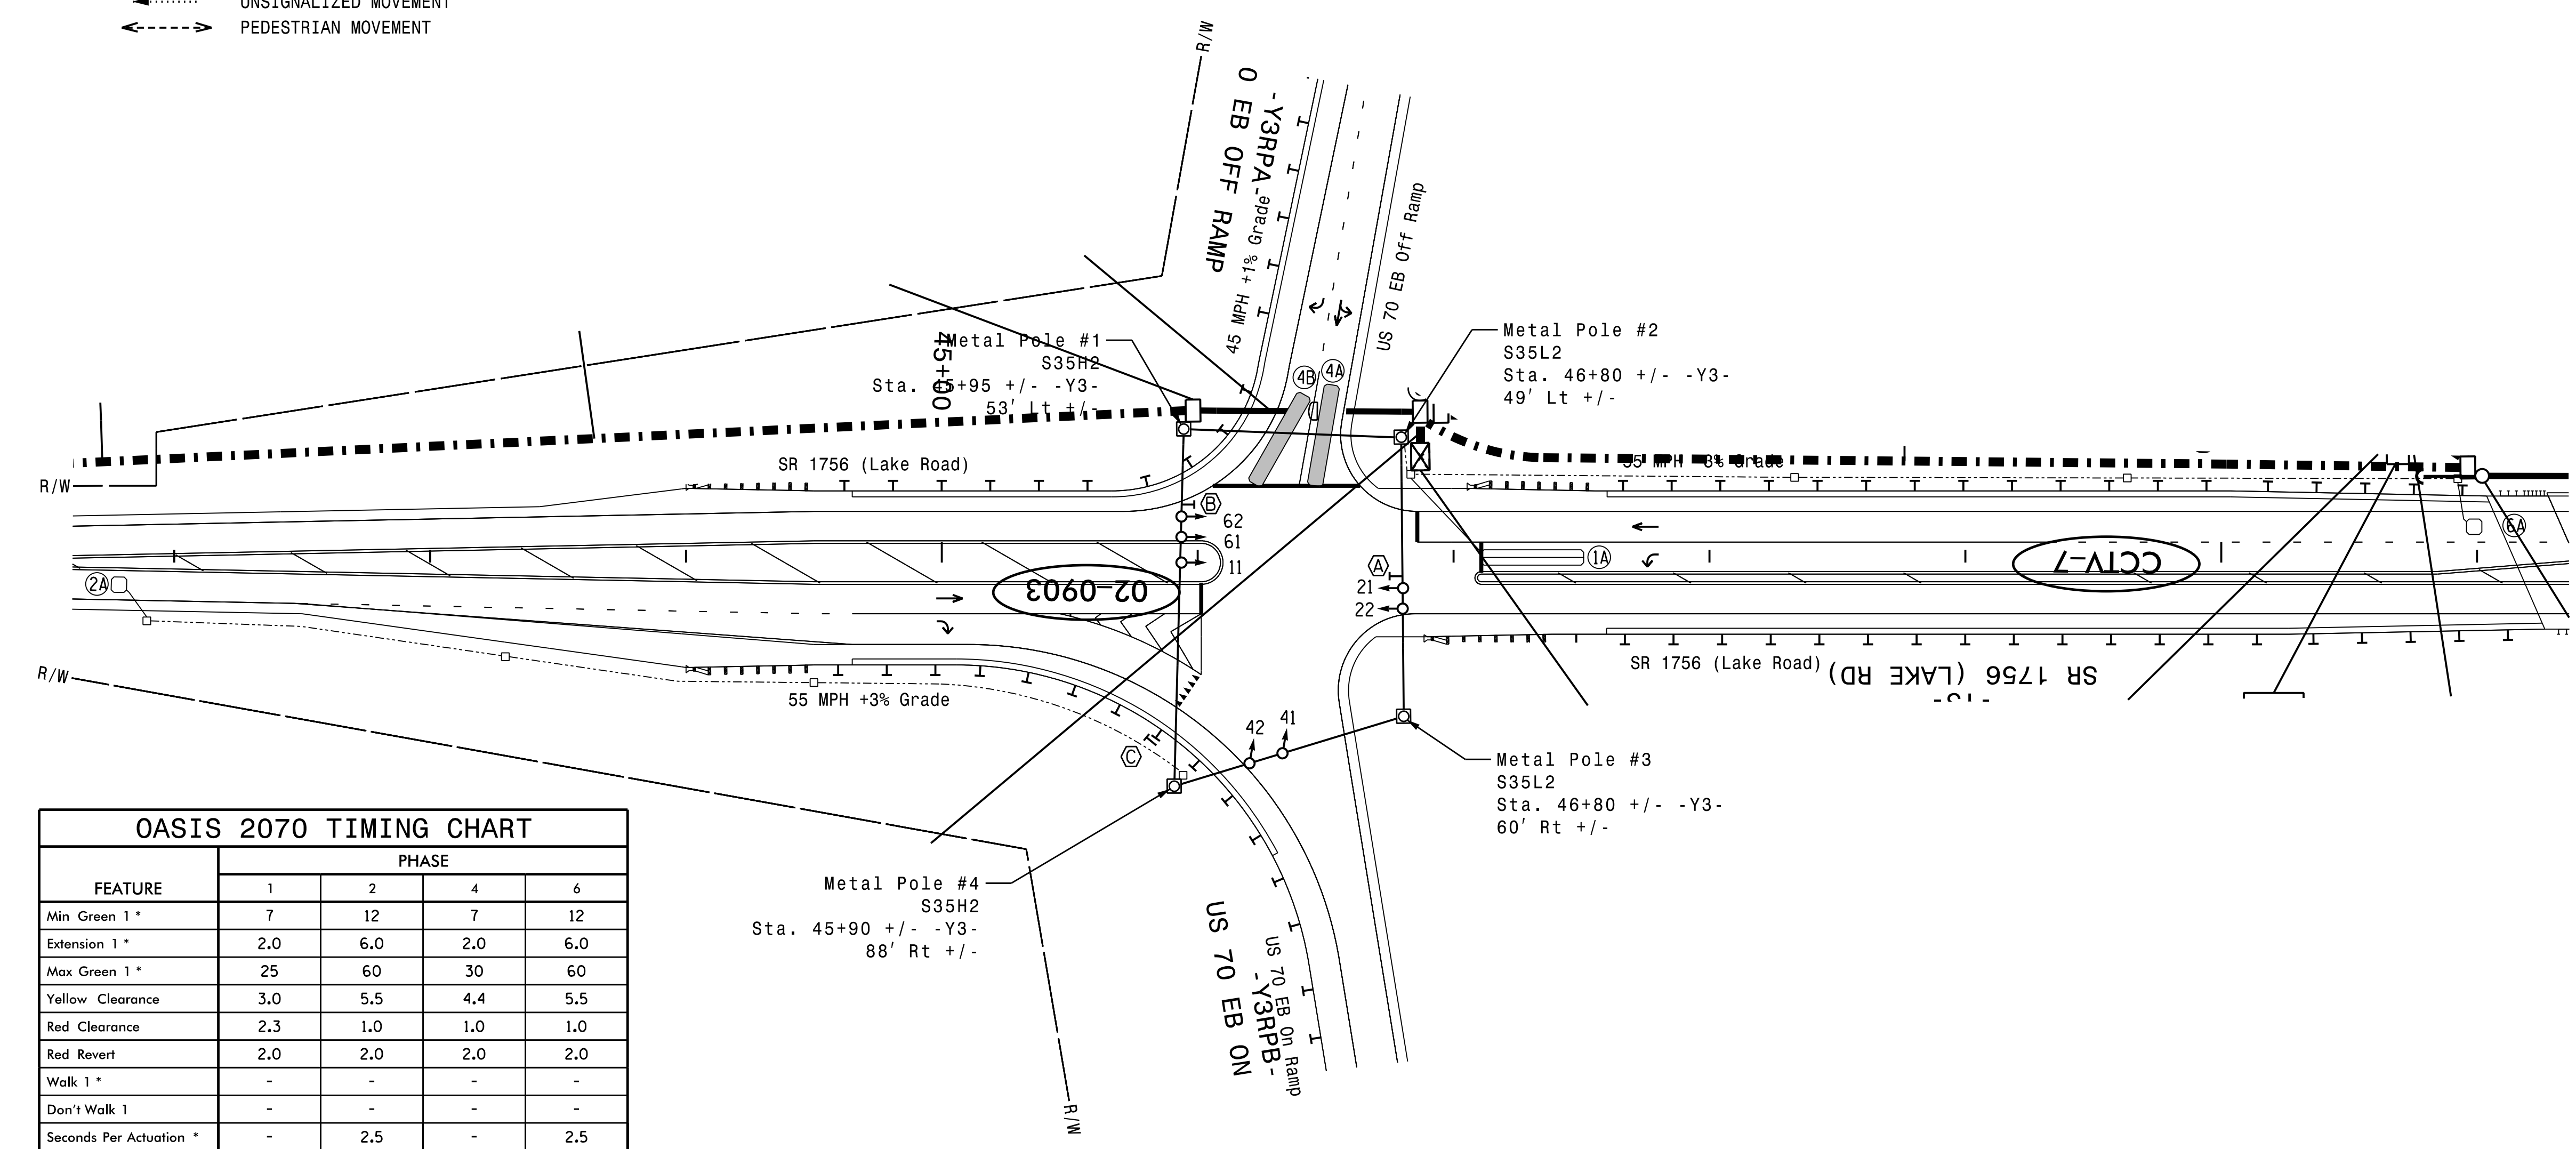 UNSIGNALIZED MOVEMENT
PEDESTRIAN MOVEMENT
R/W
0 EB OFF RAMP
-Y3RPA-
45 MPH +1% Grade
US 70 EB Off Ramp
Metal Pole #1
S35H2
Sta. 45+95 +/- -Y3-
53' Lt +/-
45+00
Metal Pole #2
S35L2
Sta. 46+80 +/- -Y3-
49' Lt +/-
4B
4A
R/W
SR 1756 (Lake Road)
55 MPH -3% Grade
B
62
61
11
A
21
22
1A
6A
2A
02-0903
CCTV-7
R/W
55 MPH +3% Grade
SR 1756 (Lake Road)
SR 1756 (LAKE RD)
-Y3-
42
41
C
Metal Pole #3
S35L2
Sta. 46+80 +/- -Y3-
60' Rt +/-
Metal Pole #4
S35H2
Sta. 45+90 +/- -Y3-
88' Rt +/-
US 70 EB ON
-Y3RPB-
US 70 EB On Ramp
R/W
OASIS 2070 TIMING CHART
FEATURE PHASE
1 2 4 6
Min Green 1 * 7 12 7 12
Extension 1 * 2.0 6.0 2.0 6.0
Max Green 1 * 25 60 30 60
Yellow Clearance 3.0 5.5 4.4 5.5
Red Clearance 2.3 1.0 1.0 1.0
Red Revert 2.0 2.0 2.0 2.0
Walk 1 * - - - -
Don't Walk 1 - - - -
Seconds Per Actuation * - 2.5 - 2.5